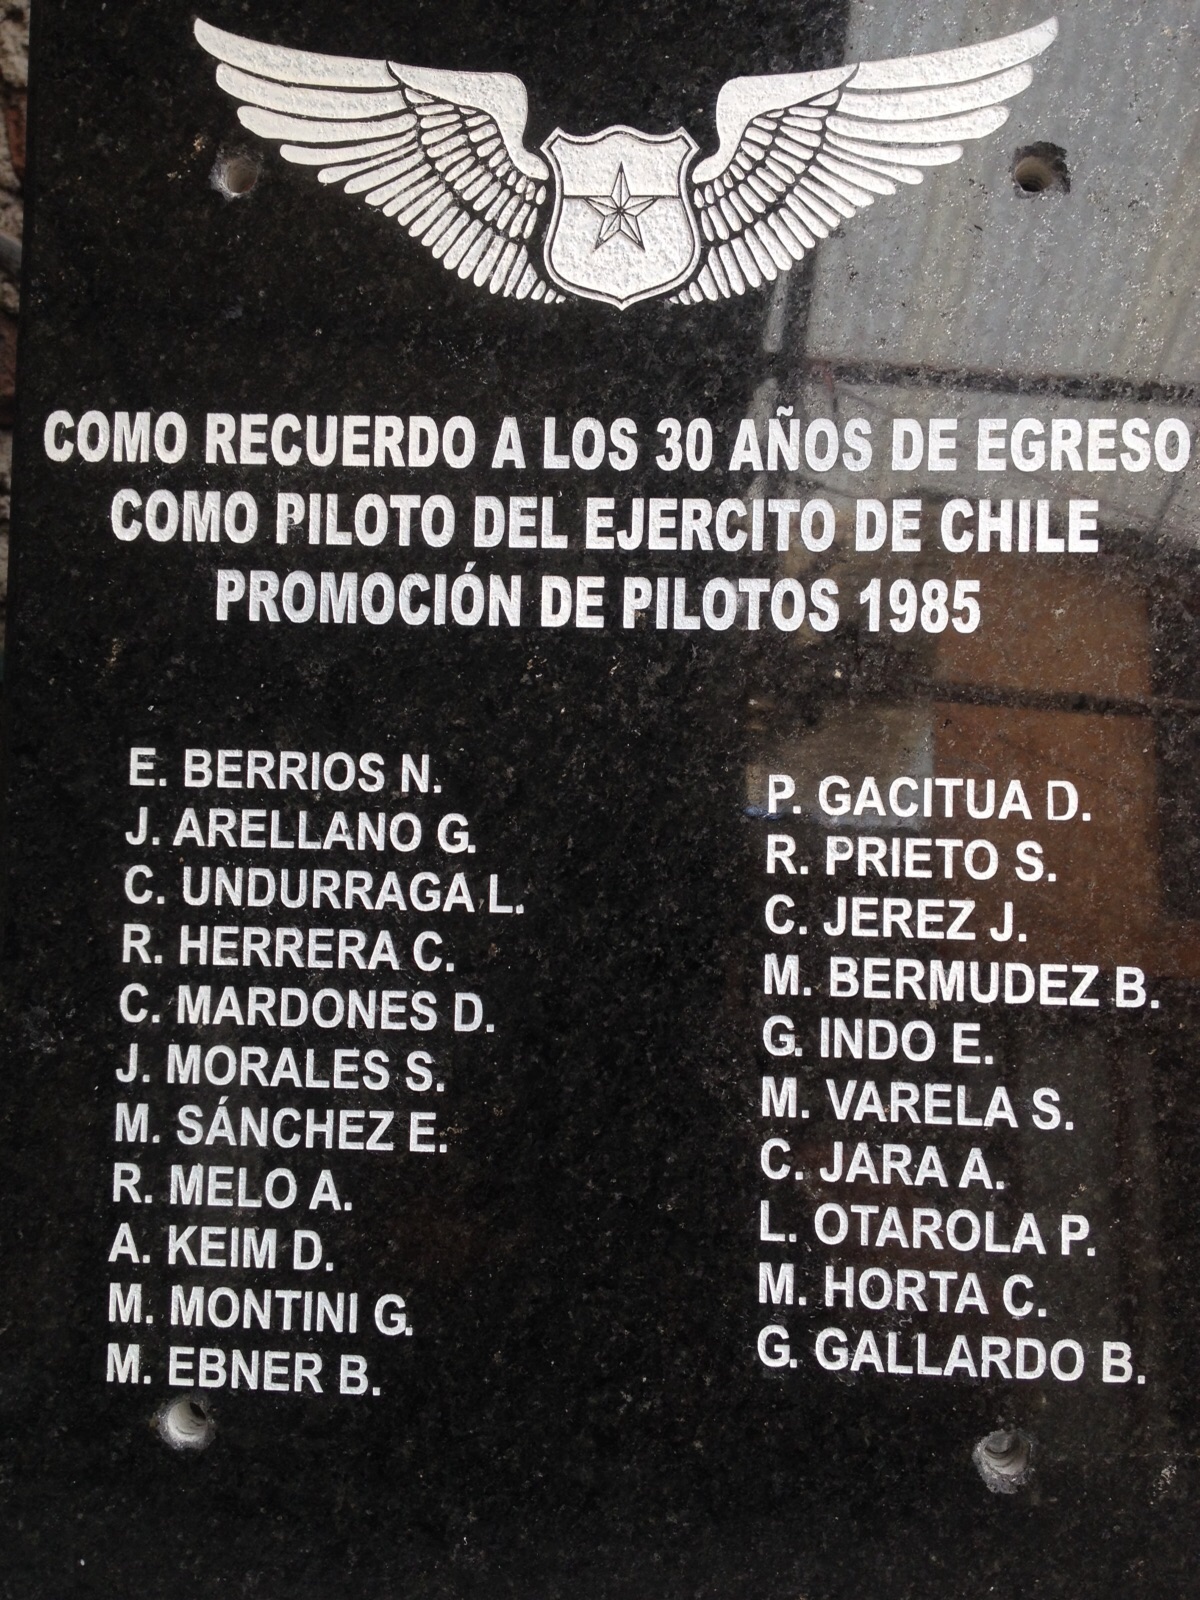 COMO RECUERDO A LOS 30 AÑOS DE EGRESO
COMO PILOTO DEL EJERCITO DE CHILE
PROMOCIÓN DE PILOTOS 1985
E. BERRIOS N.
J. ARELLANO G.
C. UNDURRAGA L.
R. HERRERA C.
C. MARDONES D.
J. MORALES S.
M. SÁNCHEZ E.
R. MELO A.
A. KEIM D.
M. MONTINI G.
M. EBNER B.
P. GACITUA D.
R. PRIETO S.
C. JEREZ J.
M. BERMUDEZ B.
G. INDO E.
M. VARELA S.
C. JARA A.
L. OTAROLA P.
M. HORTA C.
G. GALLARDO B.